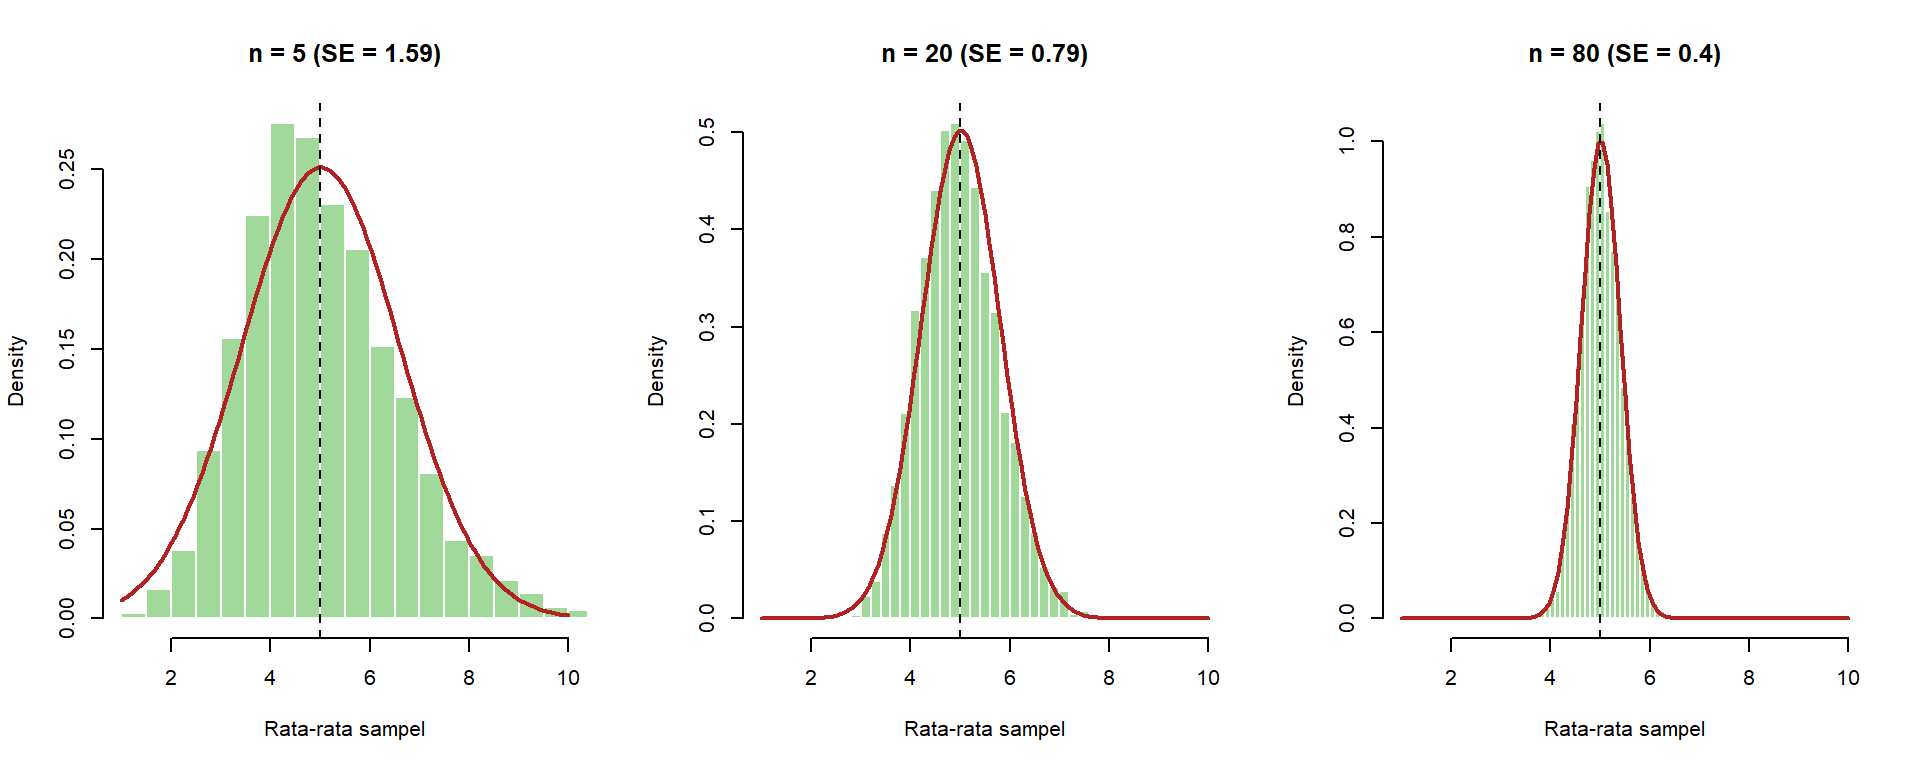 n = 5 (SE = 1.59)
Density
0.00 0.05 0.10 0.15 0.20 0.25
2 4 6 8 10
Rata-rata sampel
n = 20 (SE = 0.79)
Density
0.0 0.1 0.2 0.3 0.4 0.5
2 4 6 8 10
Rata-rata sampel
n = 80 (SE = 0.4)
Density
0.0 0.2 0.4 0.6 0.8 1.0
2 4 6 8 10
Rata-rata sampel